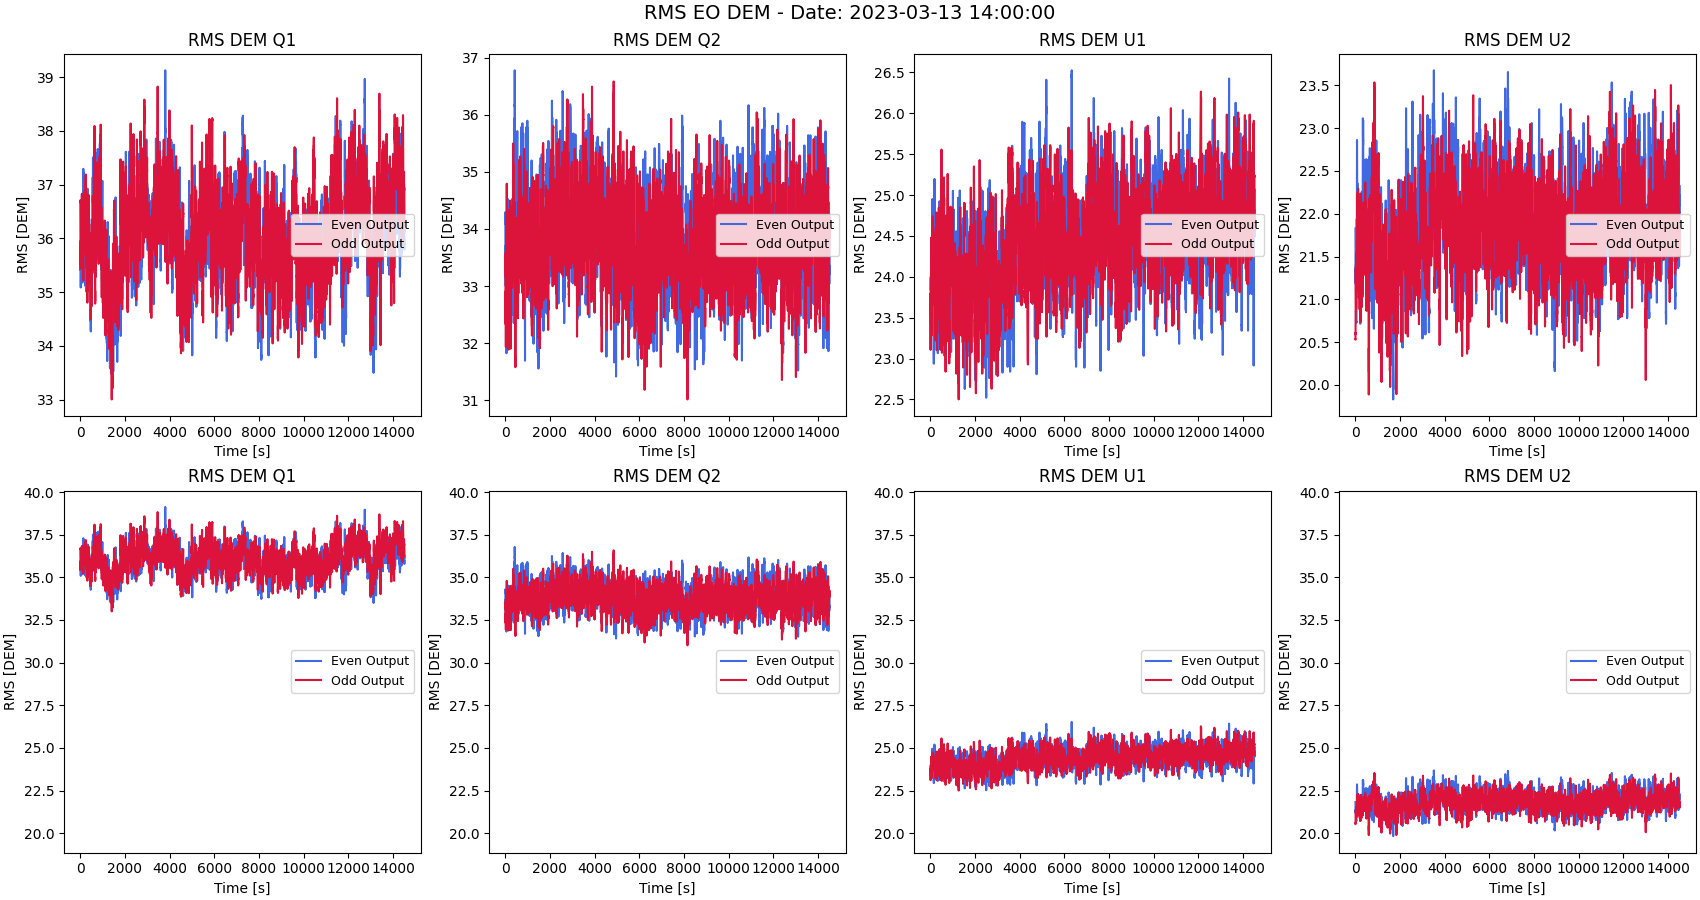 RMS EO DEM - Date: 2023-03-13 14:00:00
RMS DEM Q1
RMS [DEM]
39
38
37
36
35
34
33
Even Output
Odd Output
0 2000 4000 6000 8000 10000 12000 14000
Time [s]
RMS DEM Q2
RMS [DEM]
37
36
35
34
33
32
31
Even Output
Odd Output
0 2000 4000 6000 8000 10000 12000 14000
Time [s]
RMS DEM U1
RMS [DEM]
26.5
26.0
25.5
25.0
24.5
24.0
23.5
23.0
22.5
Even Output
Odd Output
0 2000 4000 6000 8000 10000 12000 14000
Time [s]
RMS DEM U2
RMS [DEM]
23.5
23.0
22.5
22.0
21.5
21.0
20.5
20.0
Even Output
Odd Output
0 2000 4000 6000 8000 10000 12000 14000
Time [s]
RMS DEM Q1
RMS [DEM]
40.0
37.5
35.0
32.5
30.0
27.5
25.0
22.5
20.0
Even Output
Odd Output
0 2000 4000 6000 8000 10000 12000 14000
Time [s]
RMS DEM Q2
RMS [DEM]
40.0
37.5
35.0
32.5
30.0
27.5
25.0
22.5
20.0
Even Output
Odd Output
0 2000 4000 6000 8000 10000 12000 14000
Time [s]
RMS DEM U1
RMS [DEM]
40.0
37.5
35.0
32.5
30.0
27.5
25.0
22.5
20.0
Even Output
Odd Output
0 2000 4000 6000 8000 10000 12000 14000
Time [s]
RMS DEM U2
RMS [DEM]
40.0
37.5
35.0
32.5
30.0
27.5
25.0
22.5
20.0
Even Output
Odd Output
0 2000 4000 6000 8000 10000 12000 14000
Time [s]